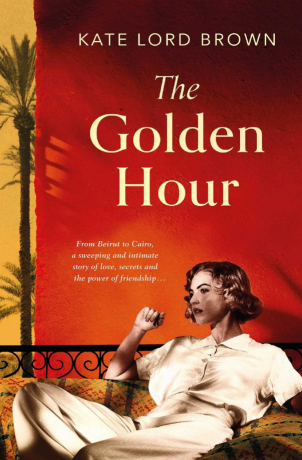 KATE LORD BROWN
The
Golden
Hour
From Beirut to Cairo,
a sweeping and intimate
story of love, secrets and
the power of friendship…